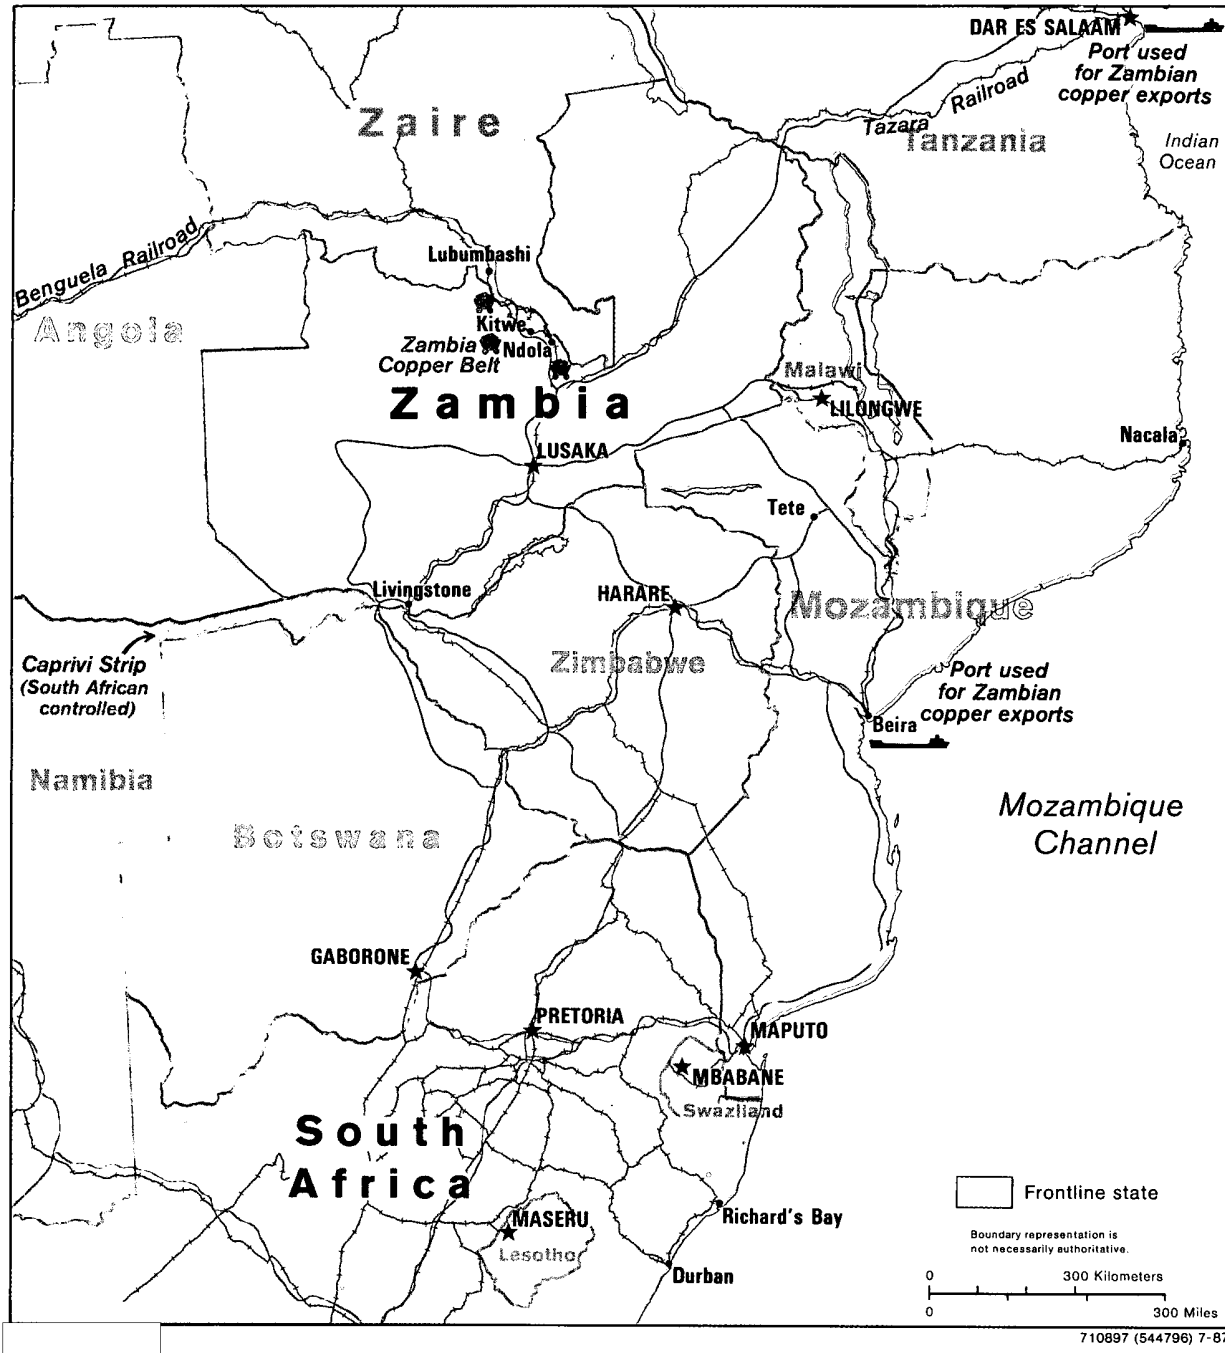 DAR ES SALAAM
Port used
for Zambian
copper exports
Zaire
Tazara Railroad
Tanzania
Indian
Ocean
Benguela Railroad
Lubumbashi
Angola
Kitwe
Zambia
Copper Belt
Ndola
Malawi
Zambia
LILONGWE
Nacala
LUSAKA
Tete
Livingstone
HARARE
Mozambique
Caprivi Strip
(South African
controlled)
Zimbabwe
Port used
for Zambian
copper exports
Beira
Namibia
Botswana
Mozambique
Channel
GABORONE
PRETORIA
MAPUTO
MBABANE
Swaziland
South
Africa
MASERU
Lesotho
Richard's Bay
Durban
Frontline state
Boundary representation is
not necessarily authoritative.
0 300 Kilometers
0 300 Miles
710897 (544796) 7-87